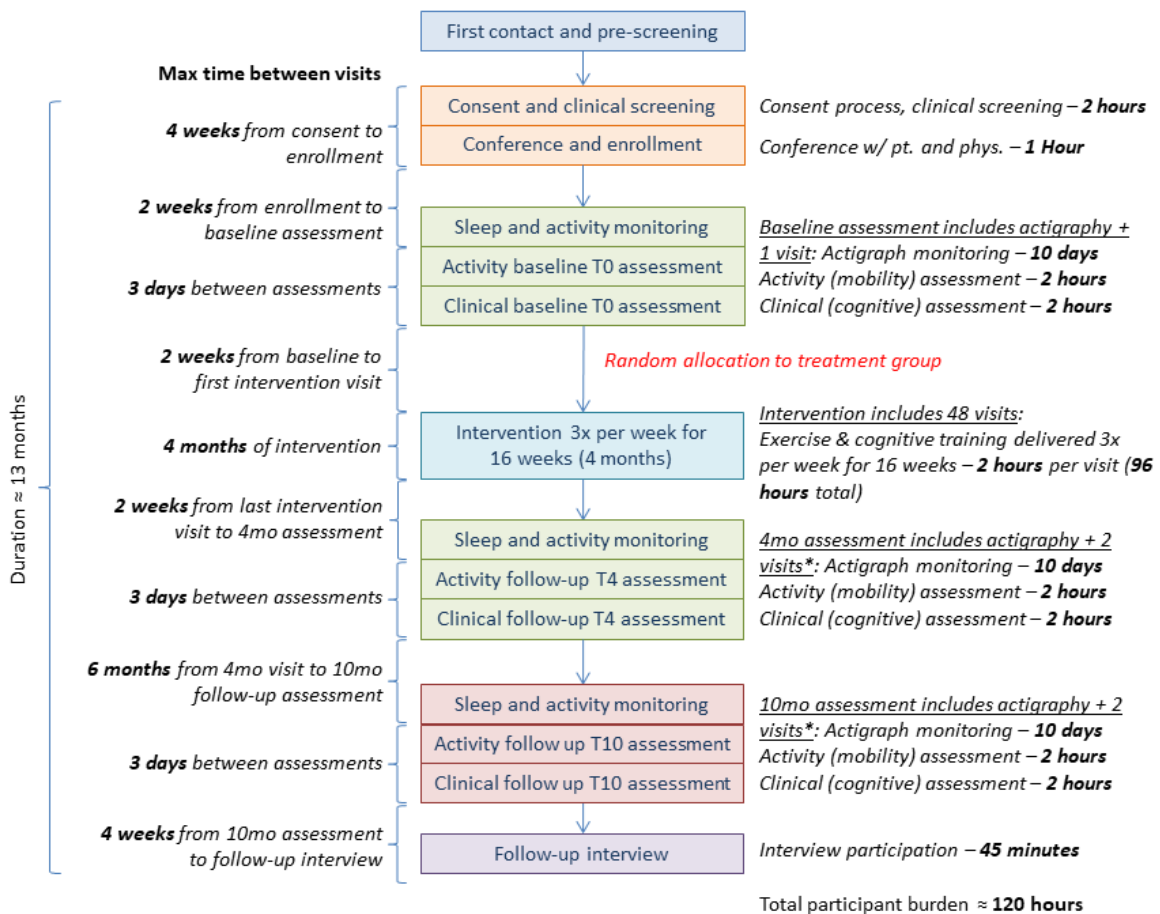 First contact and pre-screening
Max time between visits
Duration ≈ 13 months
4 weeks from consent to
enrollment
Consent and clinical screening
Consent process, clinical screening – 2 hours
Conference and enrollment
Conference w/ pt. and phys. – 1 Hour
2 weeks from enrollment to
baseline assessment
Sleep and activity monitoring
Activity baseline T0 assessment
Clinical baseline T0 assessment
Baseline assessment includes actigraphy +
1 visit: Actigraph monitoring – 10 days
Activity (mobility) assessment – 2 hours
Clinical (cognitive) assessment – 2 hours
3 days between assessments
2 weeks from baseline to
first intervention visit
Random allocation to treatment group
4 months of intervention
Intervention 3x per week for
16 weeks (4 months)
Intervention includes 48 visits:
Exercise & cognitive training delivered 3x
per week for 16 weeks – 2 hours per visit (96
hours total)
2 weeks from last intervention
visit to 4mo assessment
Sleep and activity monitoring
Activity follow-up T4 assessment
Clinical follow-up T4 assessment
4mo assessment includes actigraphy + 2
visits*: Actigraph monitoring – 10 days
Activity (mobility) assessment – 2 hours
Clinical (cognitive) assessment – 2 hours
3 days between assessments
6 months from 4mo visit to 10mo
follow-up assessment
Sleep and activity monitoring
Activity follow up T10 assessment
Clinical follow up T10 assessment
10mo assessment includes actigraphy + 2
visits*: Actigraph monitoring – 10 days
Activity (mobility) assessment – 2 hours
Clinical (cognitive) assessment – 2 hours
3 days between assessments
4 weeks from 10mo assessment
to follow-up interview
Follow-up interview
Interview participation – 45 minutes
Total participant burden ≈ 120 hours